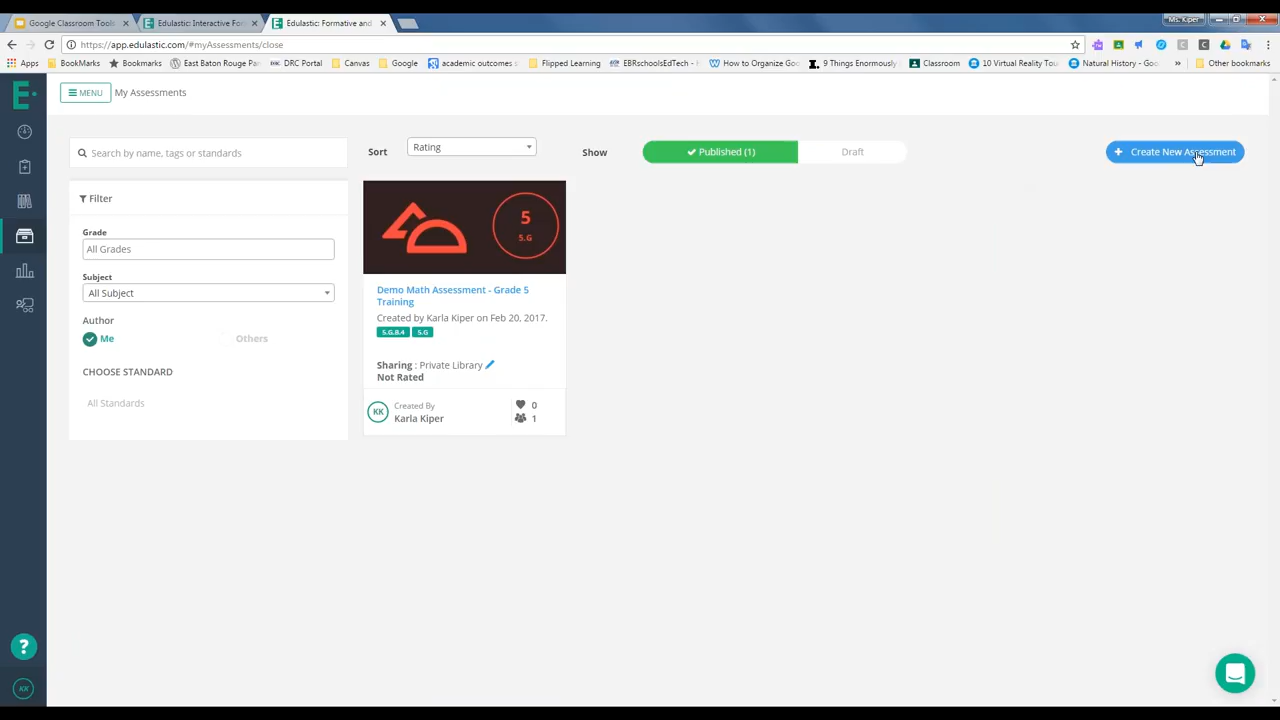 Google Classroom Tools
Edulastic: Interactive For
Edulastic: Formative and
Ms. Kiper
https://app.edulastic.com/#myAssessments/close
Apps
BookMarks
Bookmarks
East Baton Rouge Pa
DRC Portal
Canvas
Google
academic outcomes
Flipped Learning
EBRschoolsEdTech -
How to Organize Goo
9 Things Enormously
Classroom
10 Virtual Reality Tou
Natural History - Goo
»
Other bookmarks
E
MENU
My Assessments
Search by name, tags or standards
Sort
Rating
Show
Published (1)
Draft
+ Create New Assessment
Filter
Grade
All Grades
Subject
All Subject
Author
Me
Others
CHOOSE STANDARD
All Standards
5
5.G
Demo Math Assessment - Grade 5
Training
Created by Karla Kiper on Feb 20, 2017.
5.G.B.4
5.G
Sharing : Private Library
Not Rated
KK
Created By
Karla Kiper
0
1
?
KK